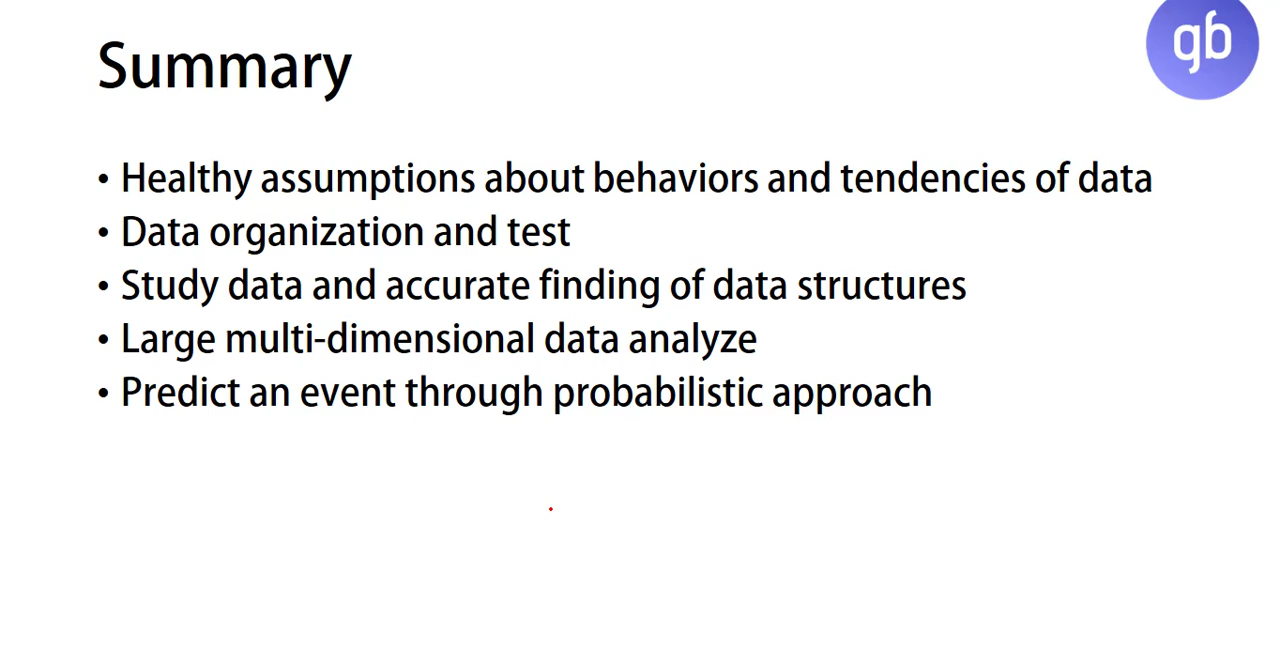 gb
Summary
• Healthy assumptions about behaviors and tendencies of data
• Data organization and test
• Study data and accurate finding of data structures
• Large multi-dimensional data analyze
• Predict an event through probabilistic approach